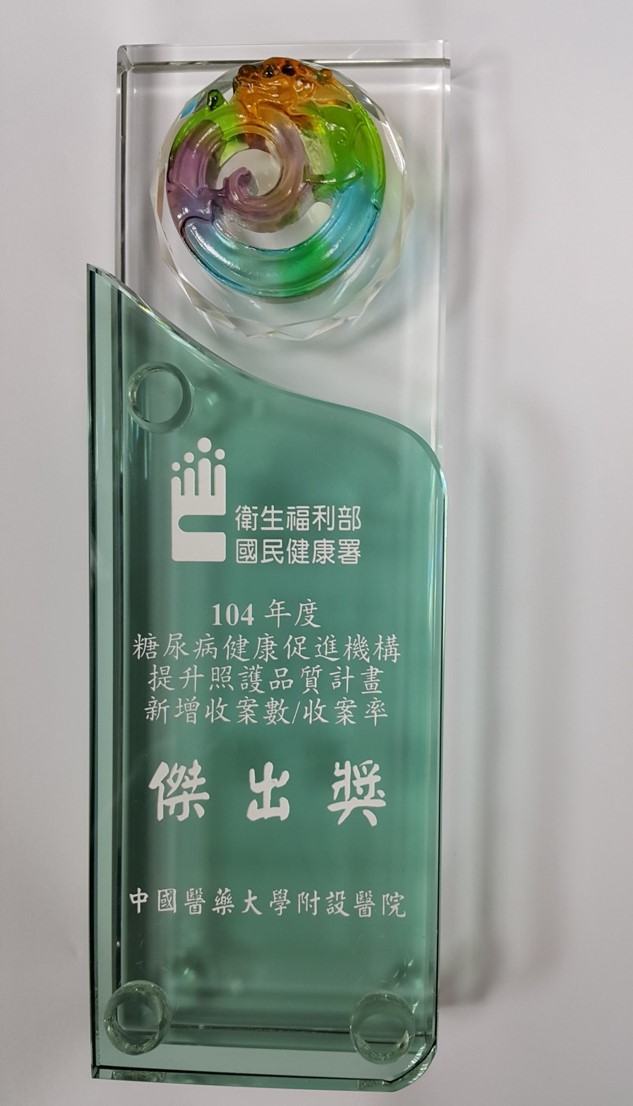 衛生福利部
國民健康署
104 年度
糖尿病健康促進機構
提升照護品質計畫
新增收案數/收案率
傑出獎
中國醫藥大學附設醫院